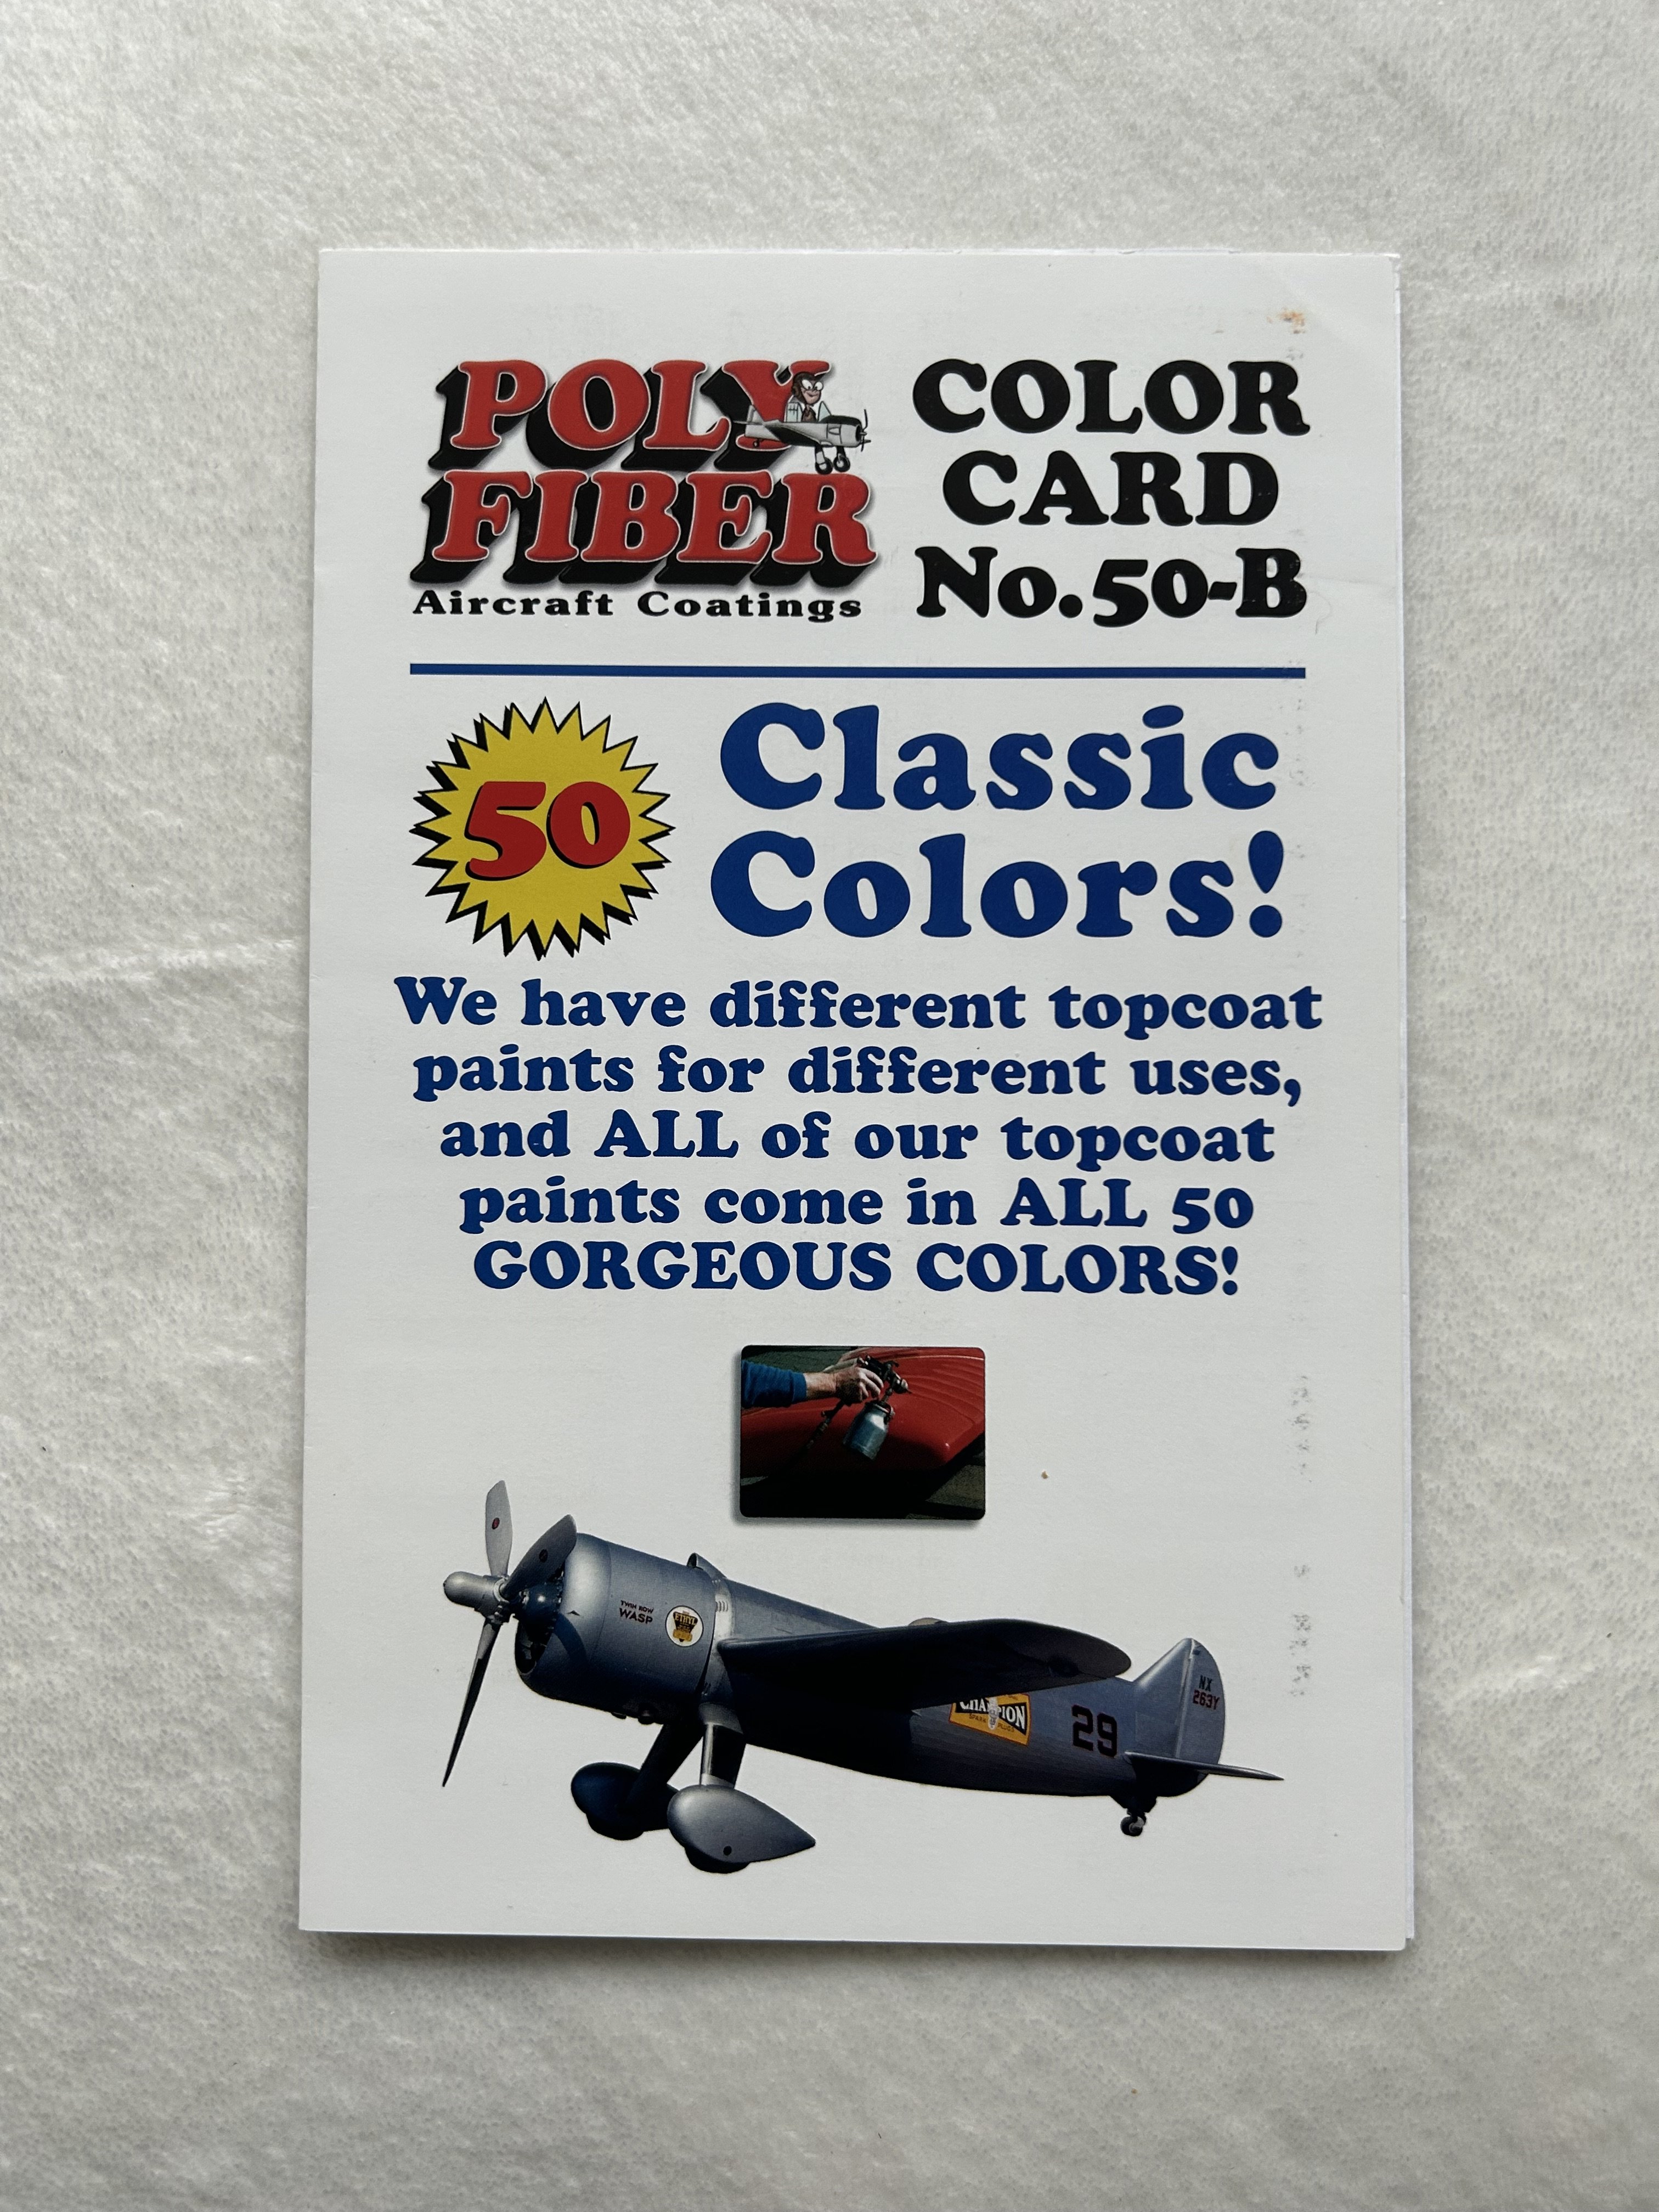 POLY
FIBER
Aircraft Coatings
COLOR
CARD
No.50-B
50
Classic
Colors!
We have different topcoat
paints for different uses,
and ALL of our topcoat
paints come in ALL 50
GORGEOUS COLORS!
TWIN ROW
WASP
CHAMPION
29
NX
263Y